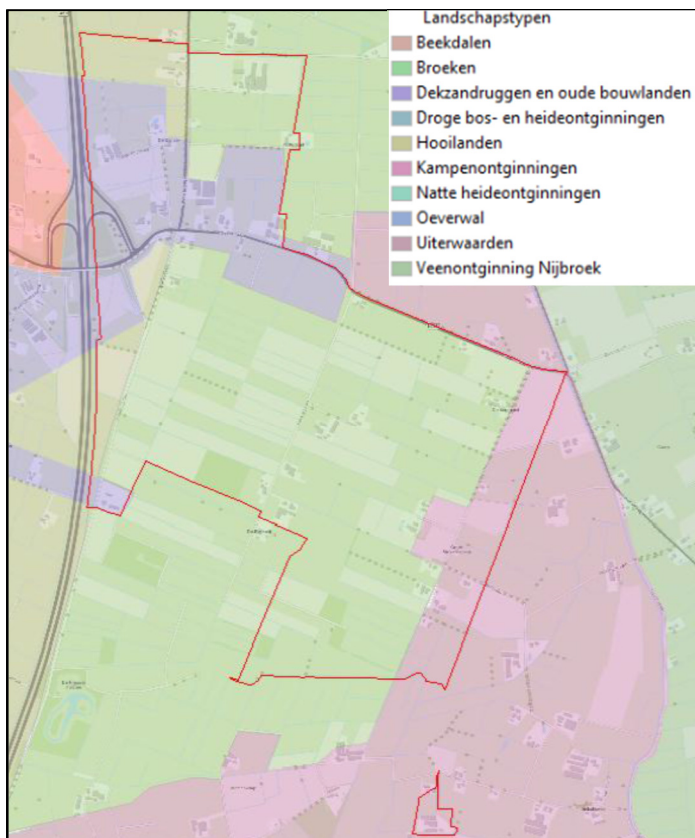 Landschapstypen
Beekdalen
Broeken
Dekzandruggen en oude bouwlanden
Droge bos- en heideontginningen
Hooilanden
Kampenontginningen
Natte heideontginningen
Oeverwal
Uiterwaarden
Veenontginning Nijbroek